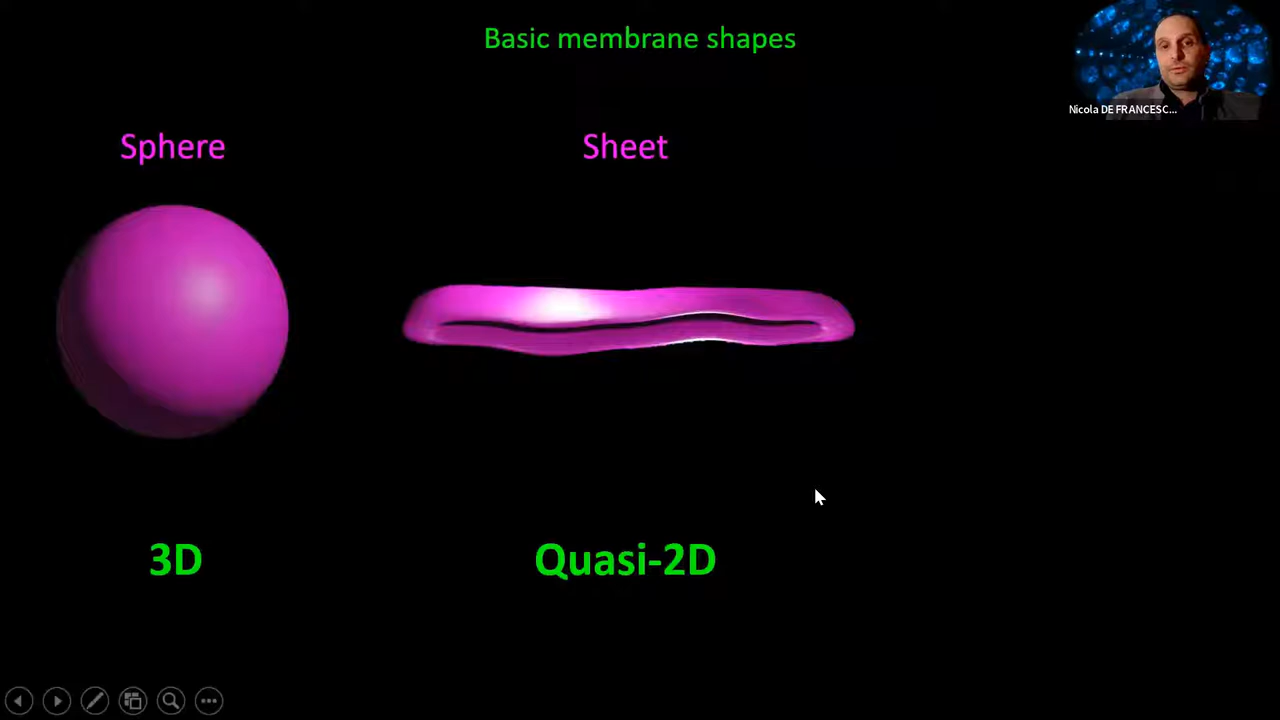 Basic membrane shapes
Nicola DE FRANCESC...
Sphere
Sheet
3D
Quasi-2D